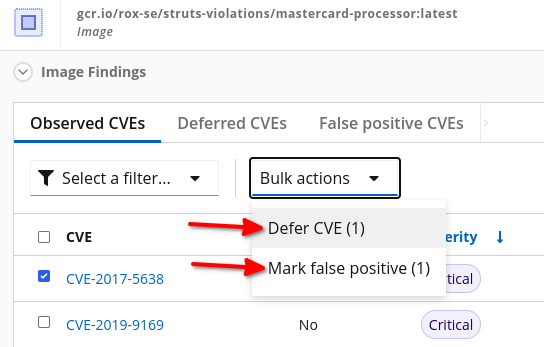 gcr.io/rox-se/struts-violations/mastercard-processor:latest
Image
Image Findings
Observed CVEs Deferred CVEs False positive CVEs
Select a filter... Bulk actions
Defer CVE (1)
CVE erity
Mark false positive (1)
CVE-2017-5638 tical
CVE-2019-9169 No Critical